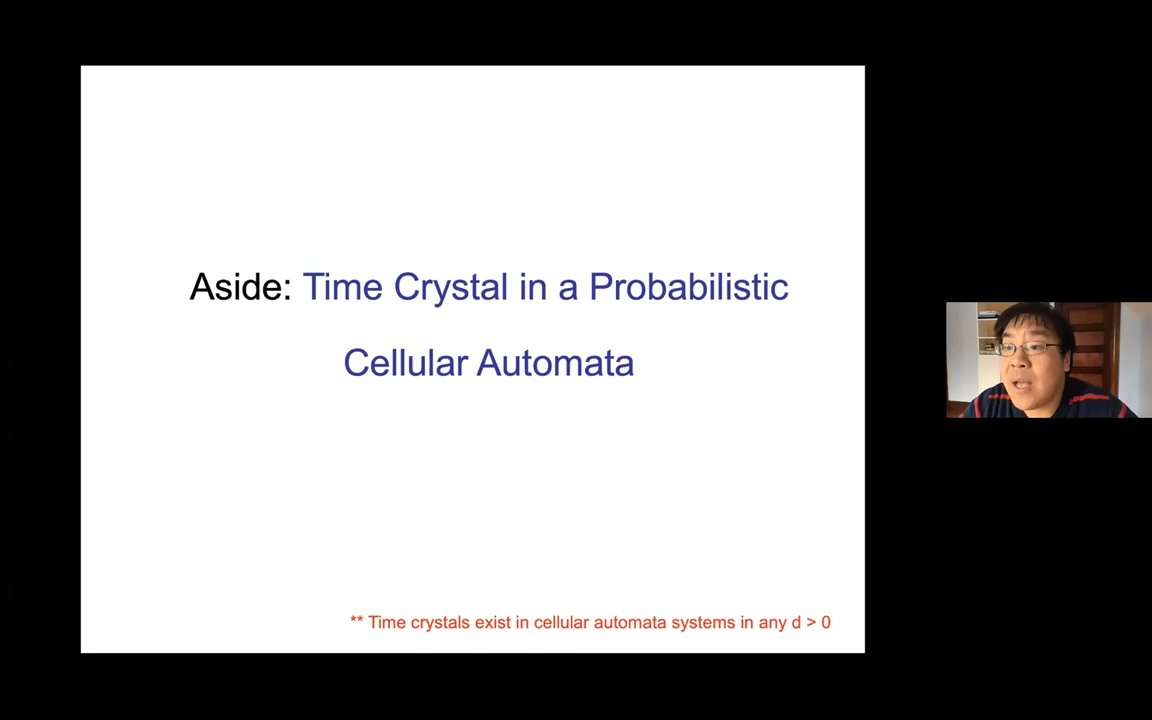 Aside: Time Crystal in a Probabilistic
Cellular Automata
** Time crystals exist in cellular automata systems in any d > 0